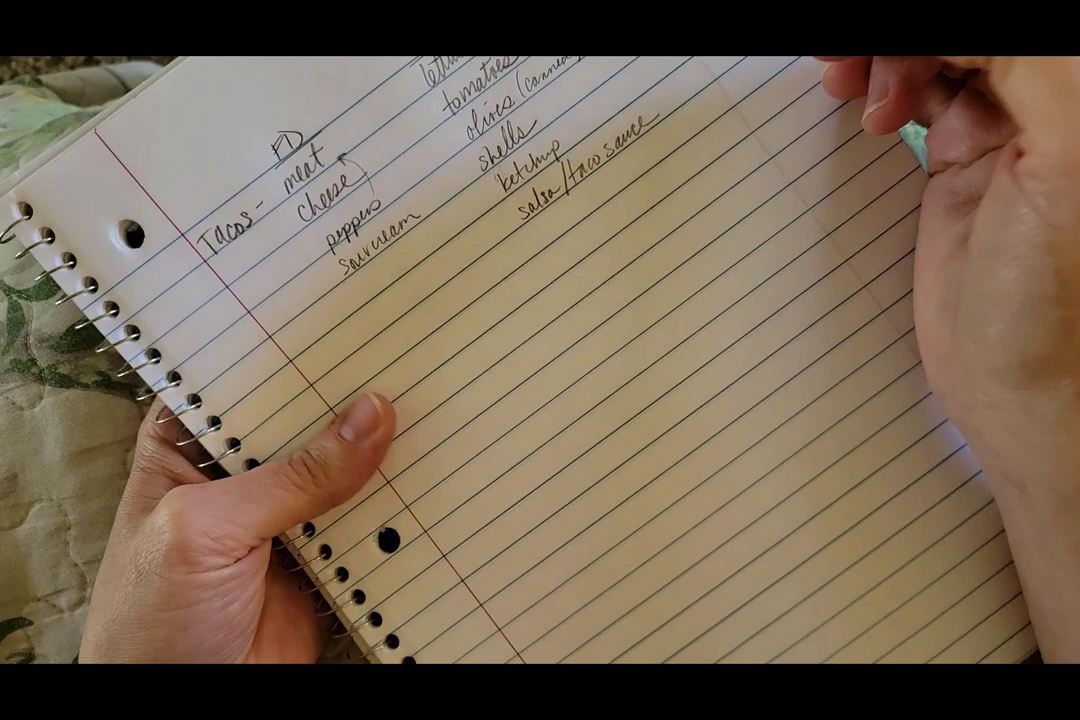 FD
Tacos- meat
cheese
peppers
sour cream
tomatoes
olives (canned
shells
ketchup
salsa/taco sauce